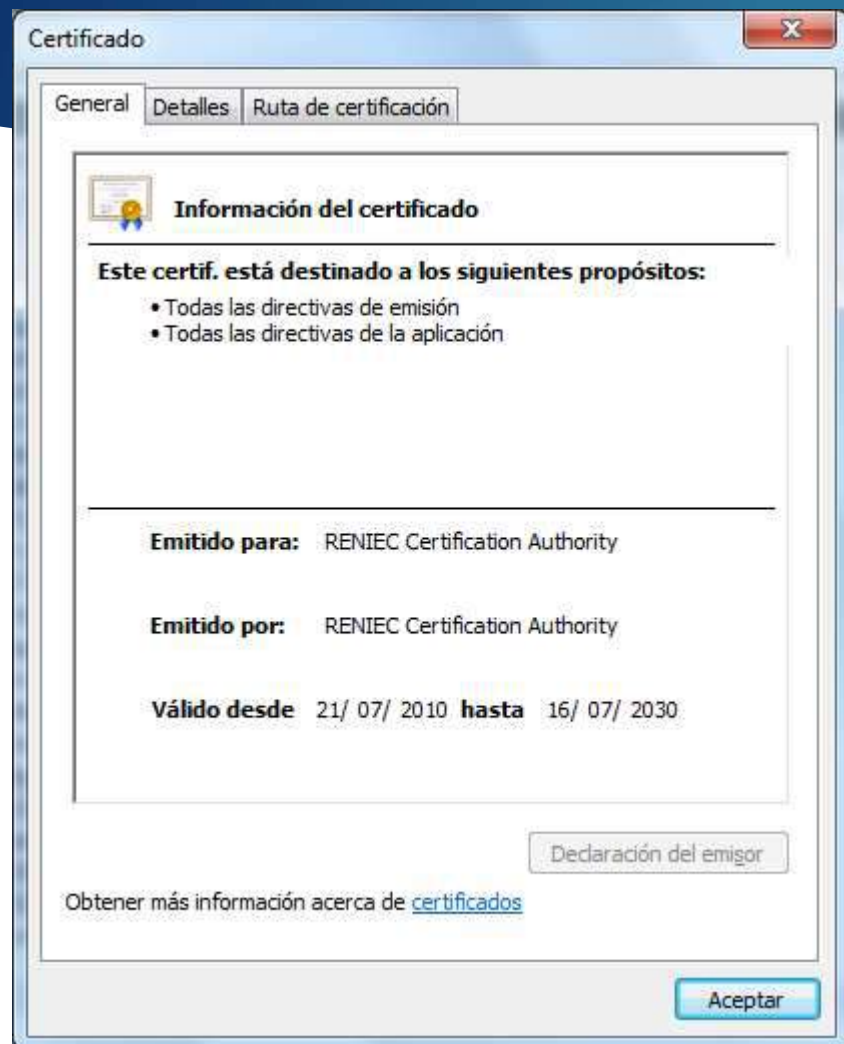 Certificado
General Detalles Ruta de certificación
Información del certificado
Este certif. está destinado a los siguientes propósitos:
• Todas las directivas de emisión
• Todas las directivas de la aplicación
Emitido para: RENIEC Certification Authority
Emitido por: RENIEC Certification Authority
Válido desde 21/ 07/ 2010 hasta 16/ 07/ 2030
Declaración del emisor
Obtener más información acerca de certificados
Aceptar